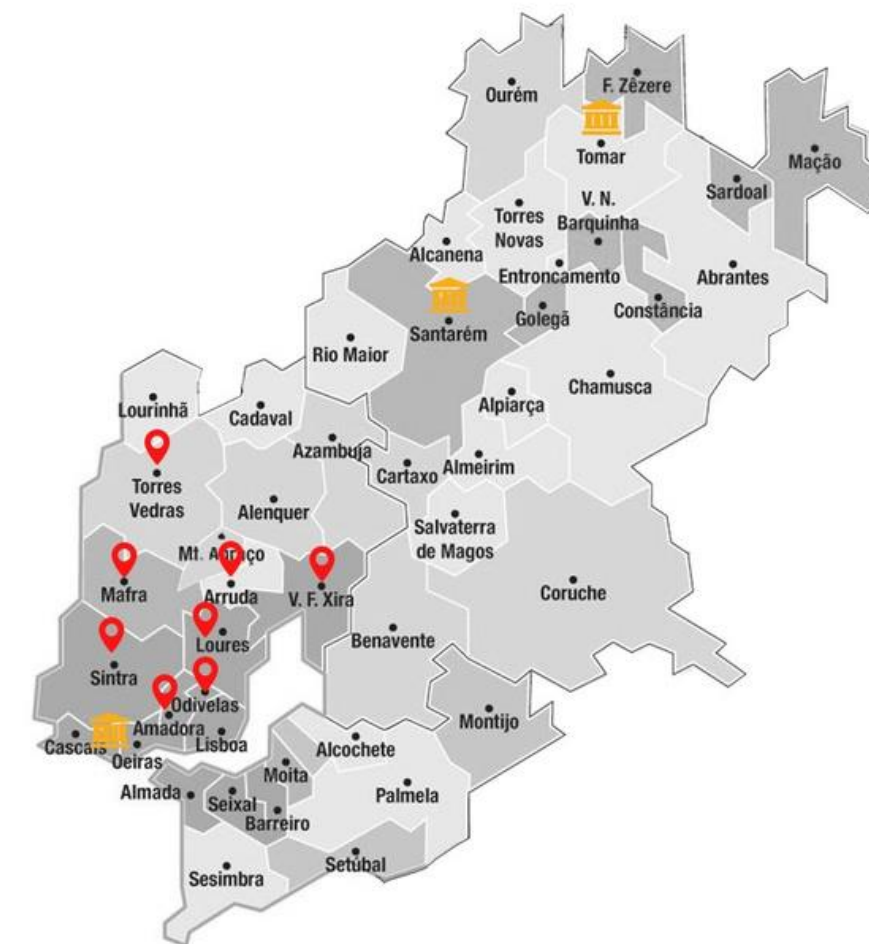 F. Zêzere
Ourém
Tomar
Mação
Sardoal
V. N.
Barquinha
Torres
Novas
Alcanena
Entroncamento
Abrantes
Constância
Golegã
Santarém
Rio Maior
Chamusca
Alpiarça
Lourinhã
Cadaval
Azambuja
Almeirim
Cartaxo
Torres
Vedras
Alenquer
Salvaterra
de Magos
Mt. Abraço
Mafra
Arruda
V. F. Xira
Coruche
Loures
Benavente
Sintra
Odivelas
Montijo
Amadora
Cascais
Lisboa
Oeiras
Alcochete
Moita
Almada
Seixal
Palmela
Barreiro
Setúbal
Sesimbra